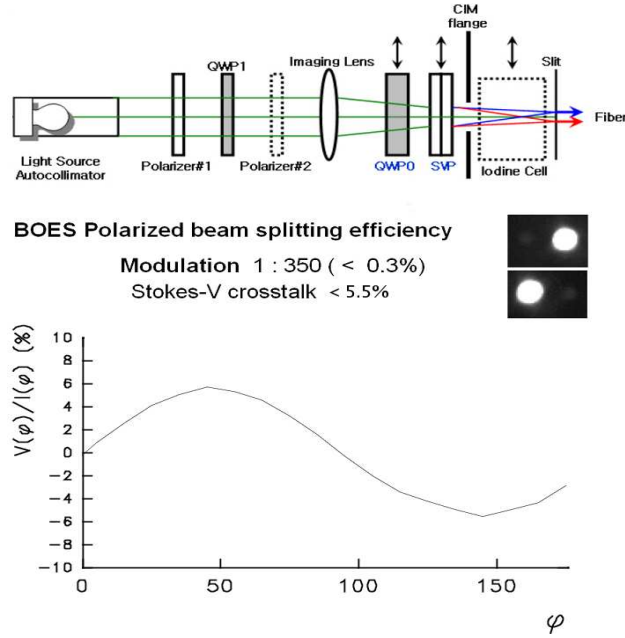 CIM
flange
QWP1
Imaging Lens
Slit
Fiber
Light Source
Autocollimator
Polarizer#1
Polarizer#2
QWP0
SVP
Iodine Cell
BOES Polarized beam splitting efficiency
Modulation 1 : 350 ( < 0.3%)
Stokes-V crosstalk < 5.5%
V(φ)/I(φ) (%)
10
8
6
4
2
0
−2
−4
−6
−8
−10
0
50
100
150
φ